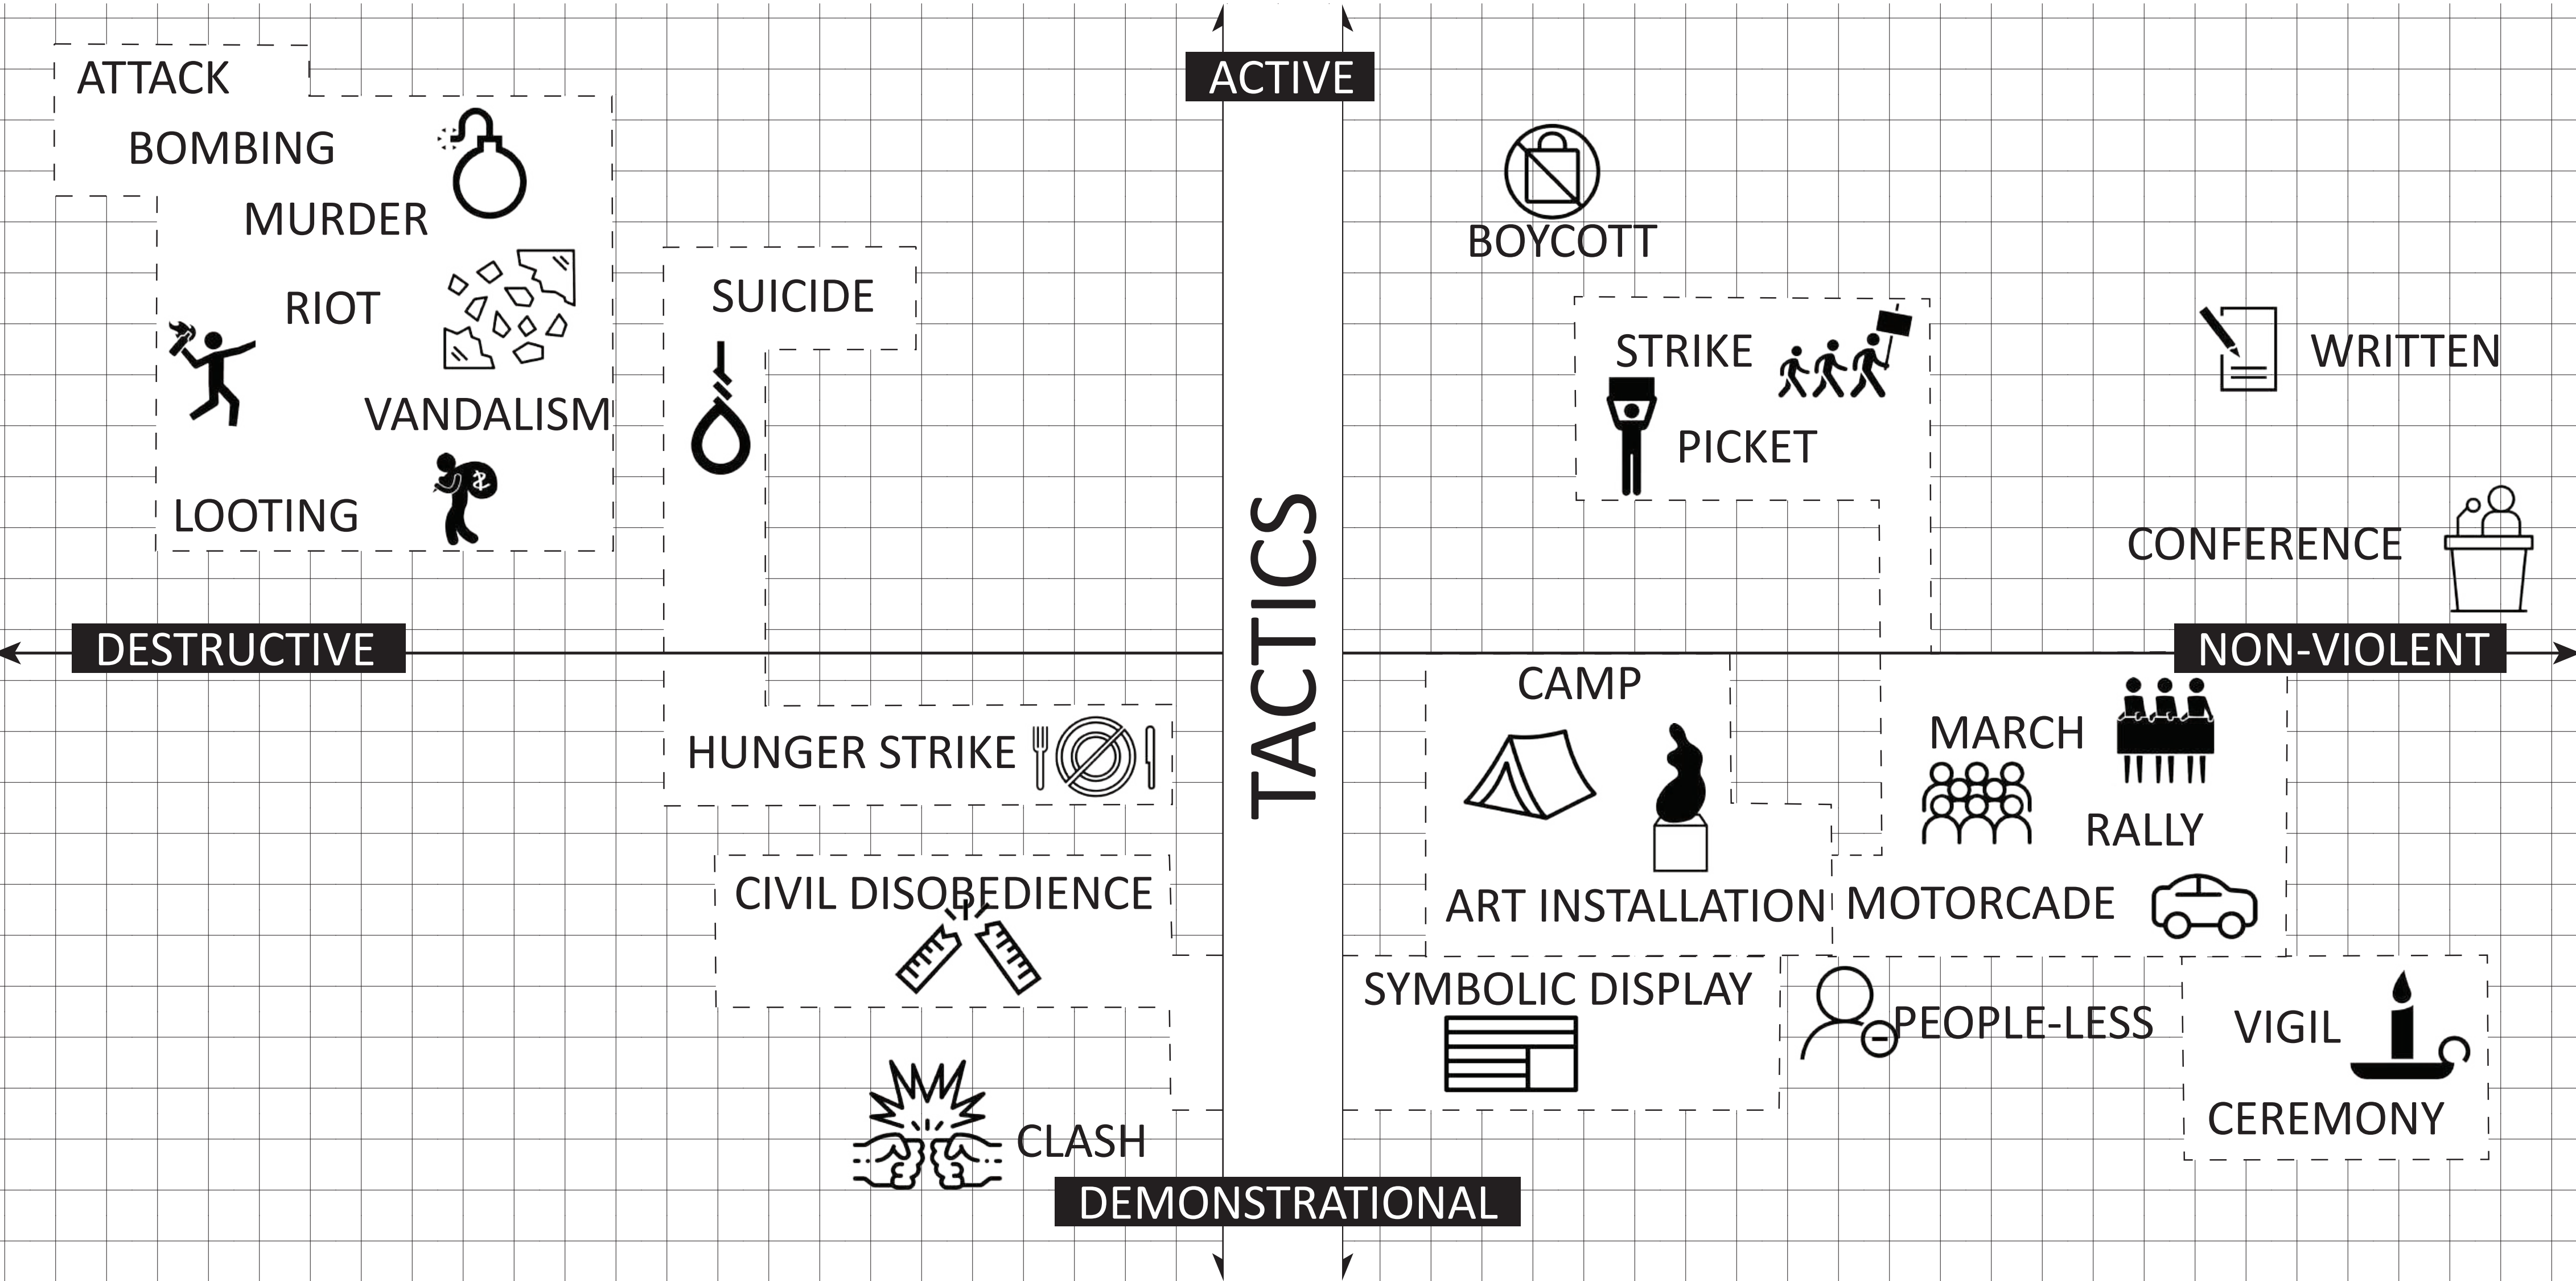 ACTIVE
ATTACK
BOMBING
MURDER
RIOT
VANDALISM
LOOTING
SUICIDE
BOYCOTT
STRIKE
PICKET
WRITTEN
CONFERENCE
DESTRUCTIVE
TACTICS
NON-VIOLENT
HUNGER STRIKE
CIVIL DISOBEDIENCE
CLASH
CAMP
ART INSTALLATION
MARCH
RALLY
MOTORCADE
SYMBOLIC DISPLAY
PEOPLE-LESS
VIGIL
CEREMONY
DEMONSTRATIONAL